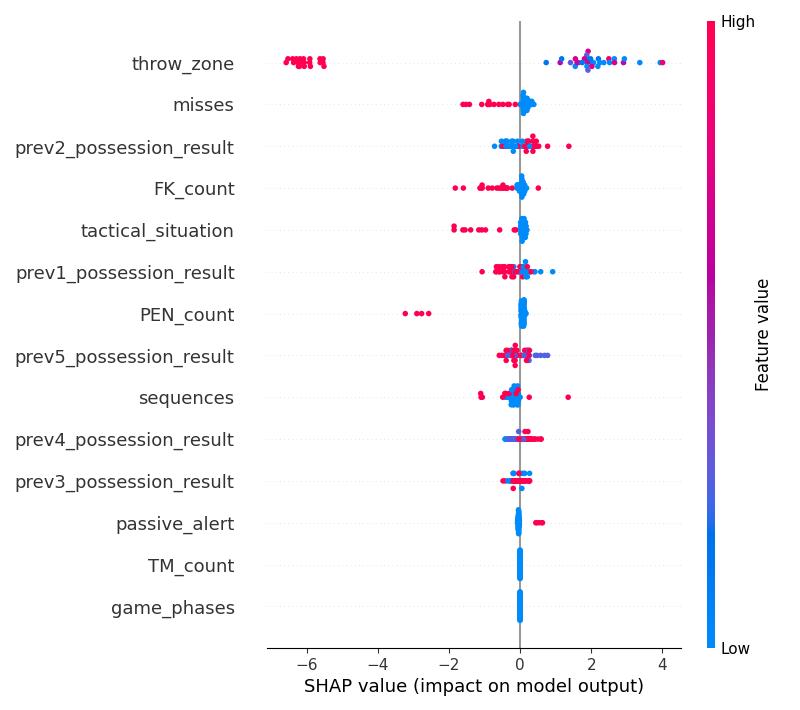 High
throw_zone
misses
prev2_possession_result
FK_count
tactical_situation
prev1_possession_result
PEN_count
prev5_possession_result
sequences
prev4_possession_result
prev3_possession_result
passive_alert
TM_count
game_phases
Feature value
Low
−6 −4 −2 0 2 4
SHAP value (impact on model output)